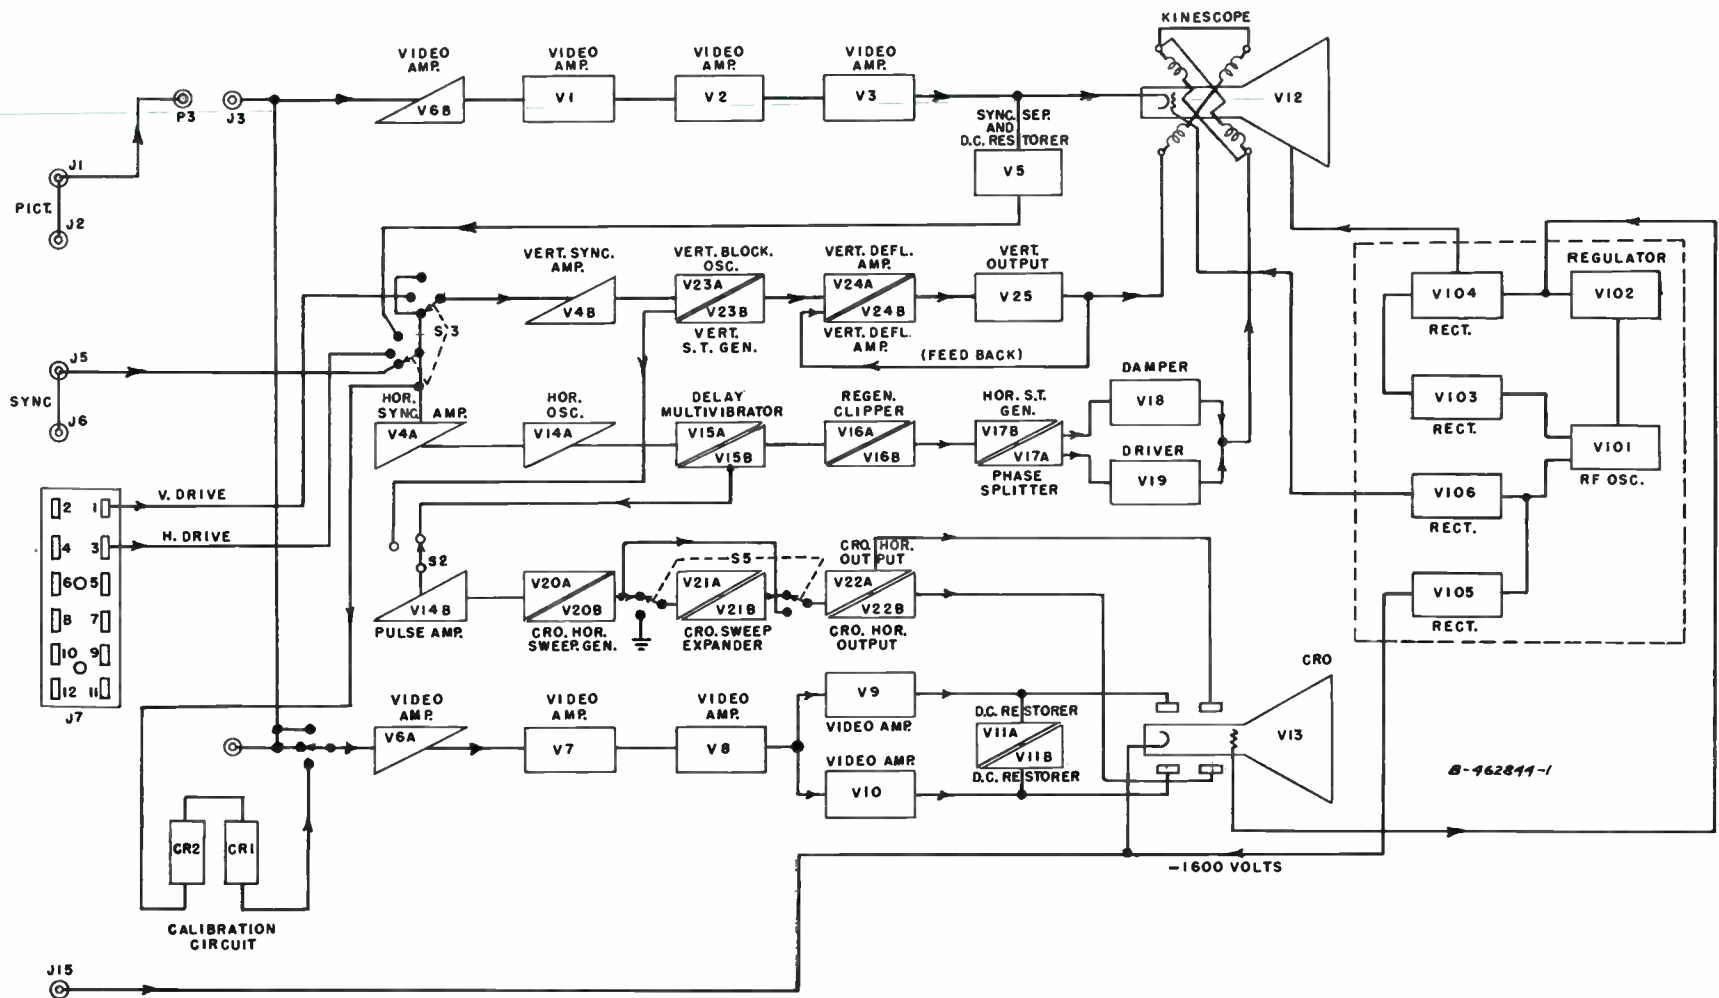 KINESCOPE
VIDEO
AMP.
V6B
VIDEO
AMP.
V1
VIDEO
AMP.
V2
VIDEO
AMP.
V3
V12
P3
J3
SYNC. SEP.
AND
D.C. RESTORER
V5
J1
PICT.
J2
VERT. SYNC.
AMP.
V4B
VERT. BLOCK.
OSC.
V23A
V23B
VERT.
S.T. GEN.
VERT. DEFL.
AMP.
V24A
V24B
VERT. DEFL.
AMP.
VERT.
OUTPUT
V25
(FEED BACK)
REGULATOR
V104
RECT.
V102
S3
J5
SYNC
J6
HOR.
SYNC. AMP.
V4A
HOR.
OSC.
V14A
DELAY
MULTIVIBRATOR
V15A
V15B
REGEN.
CLIPPER
V16A
V16B
HOR. S.T.
GEN.
V17B
V17A
PHASE
SPLITTER
DAMPER
V18
DRIVER
V19
V103
RECT.
V101
RF OSC.
V106
RECT.
V105
RECT.
2 1
V. DRIVE
4 3
H. DRIVE
6 5
8 7
10 9
12 11
J7
S2
V14B
PULSE AMP.
V20A
V20B
CRO. HOR.
SWEEP GEN.
S5
V21A
V21B
CRO. SWEEP
EXPANDER
CRO. HOR.
OUTPUT
V22A
V22B
CRO. HOR.
OUTPUT
CRO
VIDEO
AMP.
V6A
VIDEO
AMP.
V7
VIDEO
AMP.
V8
V9
VIDEO AMP.
VIDEO AMP.
V10
D.C. RESTORER
V11A
V11B
D.C. RESTORER
V13
B-462844-1
CR2
CR1
-1600 VOLTS
CALIBRATION
CIRCUIT
J15